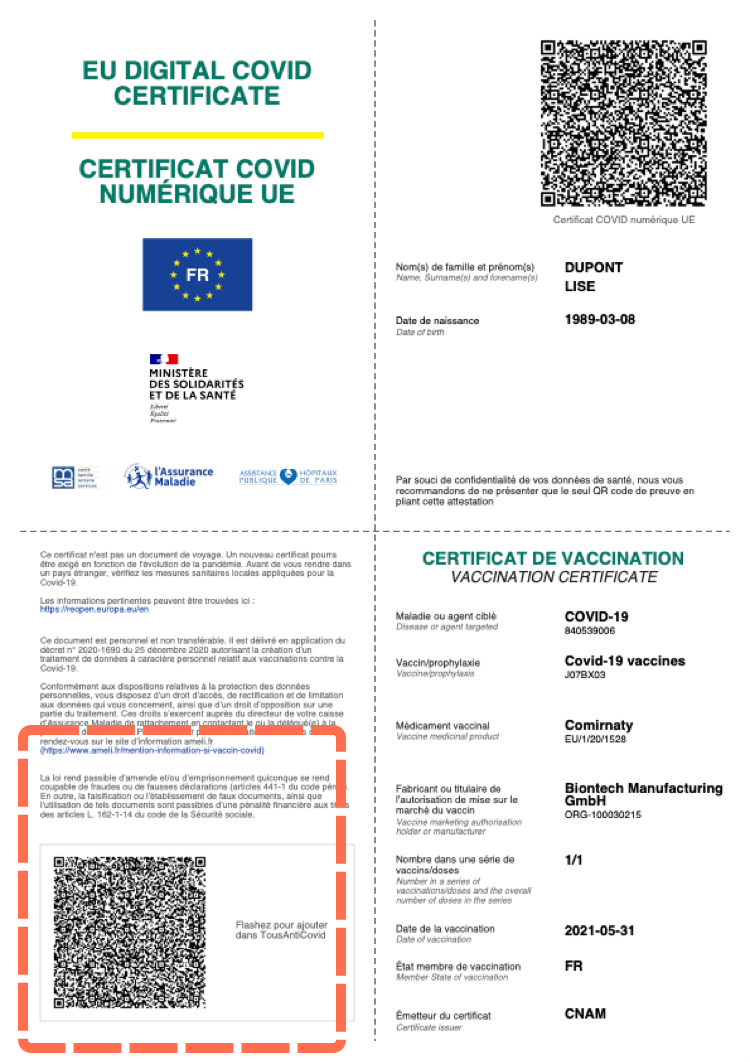 EU DIGITAL COVID
CERTIFICATE
CERTIFICAT COVID
NUMÉRIQUE UE
FR
MINISTÈRE
DES SOLIDARITÉS
ET DE LA SANTÉ
Liberté
Égalité
Fraternité
msa
santé
famille
retraite
services
l'Assurance
Maladie
ASSISTANCE
PUBLIQUE
HÔPITAUX
DE PARIS
Certificat COVID numérique UE
Nom(s) de famille et prénom(s)
Name, Surname(s) and forename(s)
DUPONT
LISE
Date de naissance
Date of birth
1989-03-08
Par souci de confidentialité de vos données de santé, nous vous
recommandons de ne présenter que le seul QR code de preuve en
pliant cette attestation
Ce certificat n'est pas un document de voyage. Un nouveau certificat pourra
être exigé en fonction de l'évolution de la pandémie. Avant de vous rendre dans
un pays étranger, vérifiez les mesures sanitaires locales appliquées pour la
Covid-19.
Les informations pertinentes peuvent être trouvées ici :
https://reopen.europa.eu/en
Ce document est personnel et non transférable. Il est délivré en application du
décret n° 2020-1690 du 25 décembre 2020 autorisant la création d'un
traitement de données à caractère personnel relatif aux vaccinations contre la
Covid-19.
Conformément aux dispositions relatives à la protection des données
personnelles, vous disposez d'un droit d'accès, de rectification et de limitation
aux données qui vous concernent, ainsi que d'un droit d'opposition sur une
partie du traitement. Ces droits s'exercent auprès du directeur de votre caisse
d'Assurance Maladie de rattachement en contactant le ou la délégué(e) à la
rendez-vous sur le site d'information ameli.fr
(https://www.ameli.fr/mention-information-si-vaccin-covid)
La loi rend passible d'amende et/ou d'emprisonnement quiconque se rend
coupable de fraudes ou de fausses déclarations (articles 441-1 du code pénal).
En outre, la falsification ou l'établissement de faux documents, ainsi que
l'utilisation de tels documents sont passibles d'une pénalité financière aux titres
des articles L. 162-1-14 du code de la Sécurité sociale.
Flashez pour ajouter
dans TousAntiCovid
CERTIFICAT DE VACCINATION
VACCINATION CERTIFICATE
Maladie ou agent ciblé
Disease or agent targeted
COVID-19
840539006
Vaccin/prophylaxie
Vaccine/prophylaxis
Covid-19 vaccines
J07BX03
Médicament vaccinal
Vaccine medicinal product
Comirnaty
EU/1/20/1528
Fabricant ou titulaire de
l'autorisation de mise sur le
marché du vaccin
Vaccine marketing authorisation
holder or manufacturer
Biontech Manufacturing
GmbH
ORG-100030215
Nombre dans une série de
vaccins/doses
Number in a series of
vaccinations/doses and the overall
number of doses in the series
1/1
Date de la vaccination
Date of vaccination
2021-05-31
État membre de vaccination
Member State of vaccination
FR
Émetteur du certificat
Certificate issuer
CNAM